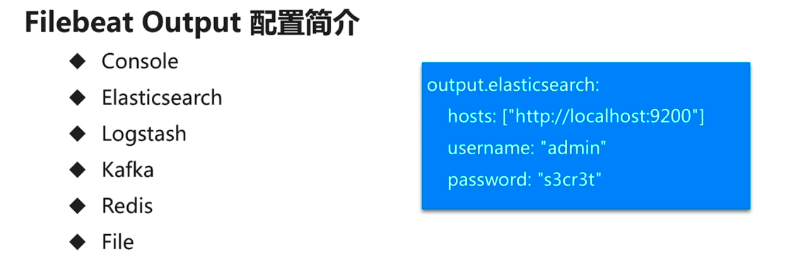 Filebeat Output 配置简介
◆ Console
◆ Elasticsearch
◆ Logstash
◆ Kafka
◆ Redis
◆ File
output.elasticsearch:
hosts: ["http://localhost:9200"]
username: "admin"
password: "s3cr3t"